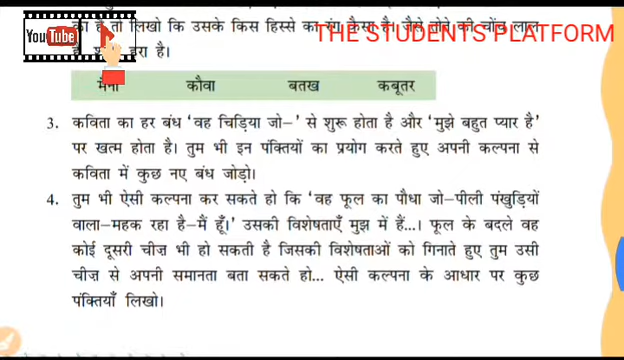 का है तो लिखो कि उसके किस हिस्से का रंग कैसा है। जैसे तोते की चोंच लाल
YouTube
THE STUDENTS PLATFORM
हरा है।
मैना कौवा बतख कबूतर
3. कविता का हर बंध 'वह चिड़िया जो–' से शुरू होता है और 'मुझे बहुत प्यार है'
पर खत्म होता है। तुम भी इन पंक्तियों का प्रयोग करते हुए अपनी कल्पना से
कविता में कुछ नए बंध जोड़ो।
4. तुम भी ऐसी कल्पना कर सकते हो कि 'वह फूल का पौधा जो–पीली पंखुड़ियों
वाला–महक रहा है–मैं हूँ।' उसकी विशेषताएँ मुझ में हैं...। फूल के बदले वह
कोई दूसरी चीज़ भी हो सकती है जिसकी विशेषताओं को गिनाते हुए तुम उसी
चीज़ से अपनी समानता बता सकते हो... ऐसी कल्पना के आधार पर कुछ
पंक्तियाँ लिखो।